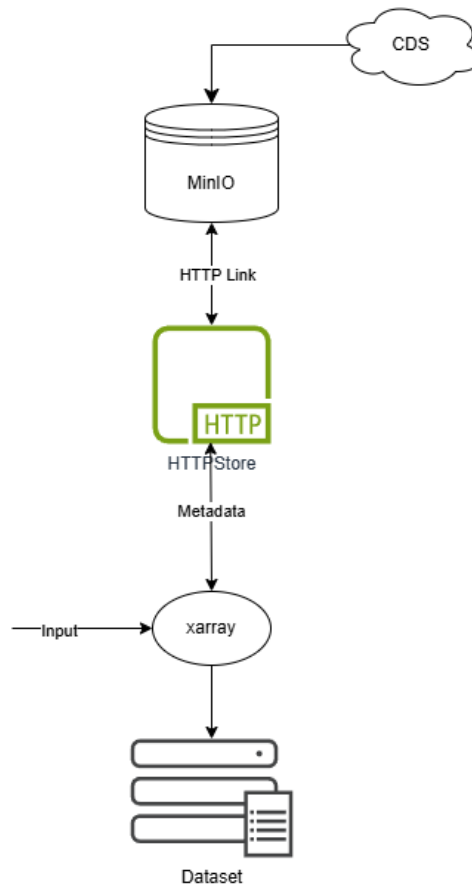 CDS
MinIO
HTTP Link
HTTP
HTTPStore
Metadata
Input
xarray
Dataset